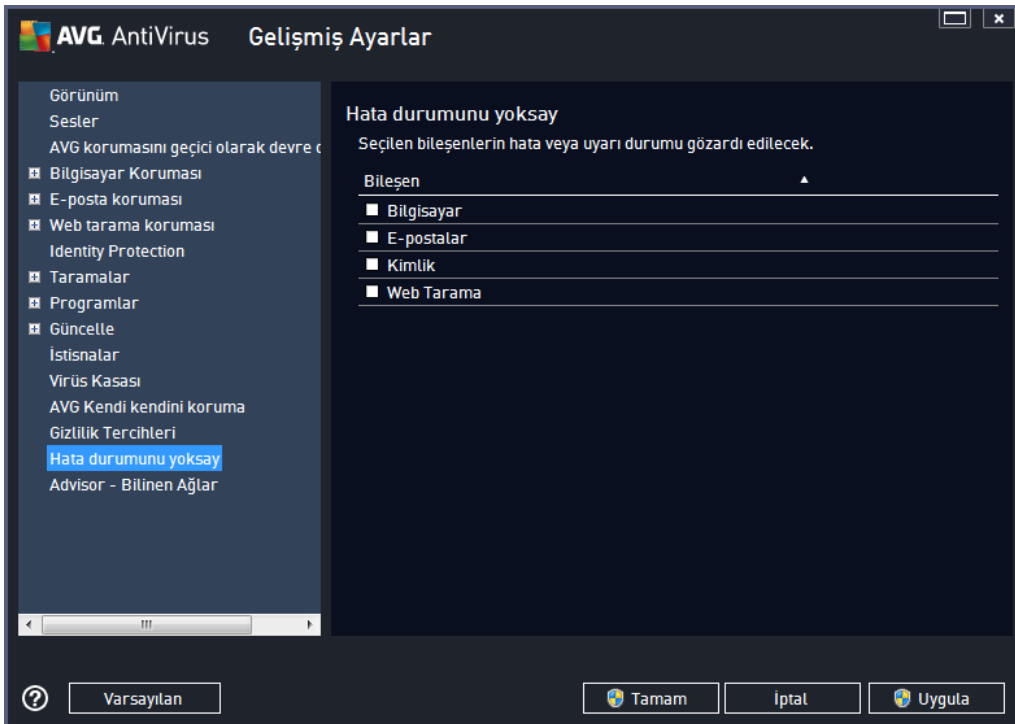 AVG AntiVirus Gelişmiş Ayarlar
Görünüm
Sesler
AVG korumasını geçici olarak devre
Bilgisayar Koruması
E-posta koruması
Web tarama koruması
Identity Protection
Taramalar
Programlar
Güncelle
İstisnalar
Virüs Kasası
AVG Kendi kendini koruma
Gizlilik Tercihleri
Hata durumunu yoksay
Advisor - Bilinen Ağlar
Hata durumunu yoksay
Seçilen bileşenlerin hata veya uyarı durumu gözardı edilecek.
Bileşen
Bilgisayar
E-postalar
Kimlik
Web Tarama
Varsayılan
Tamam
İptal
Uygula